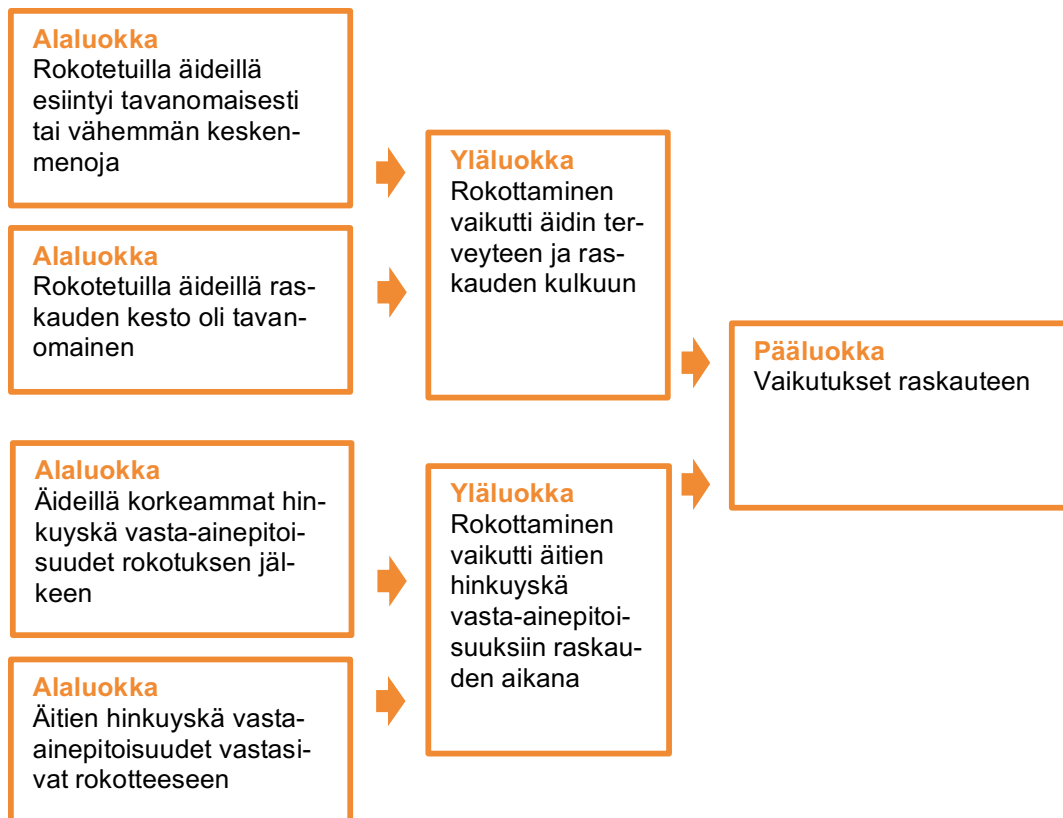 Alaluokka
Rokotetuilla äideillä
esiintyi tavanomaisesti
tai vähemmän kesken-
menoja
Alaluokka
Rokotetuilla äideillä ras-
kauden kesto oli tavan-
omainen
Yläluokka
Rokottaminen
vaikutti äidin ter-
veyteen ja ras-
kauden kulkuun
Alaluokka
Äideillä korkeammat hin-
kuyskä vasta-ainepitoi-
suudet rokotuksen jäl-
keen
Alaluokka
Äitien hinkuyskä vasta-
ainepitoisuudet vastasi-
vat rokotteeseen
Yläluokka
Rokottaminen
vaikutti äitien
hinkuyskä
vasta-ainepitoi-
suuksiin raskau-
den aikana
Pääluokka
Vaikutukset raskauteen